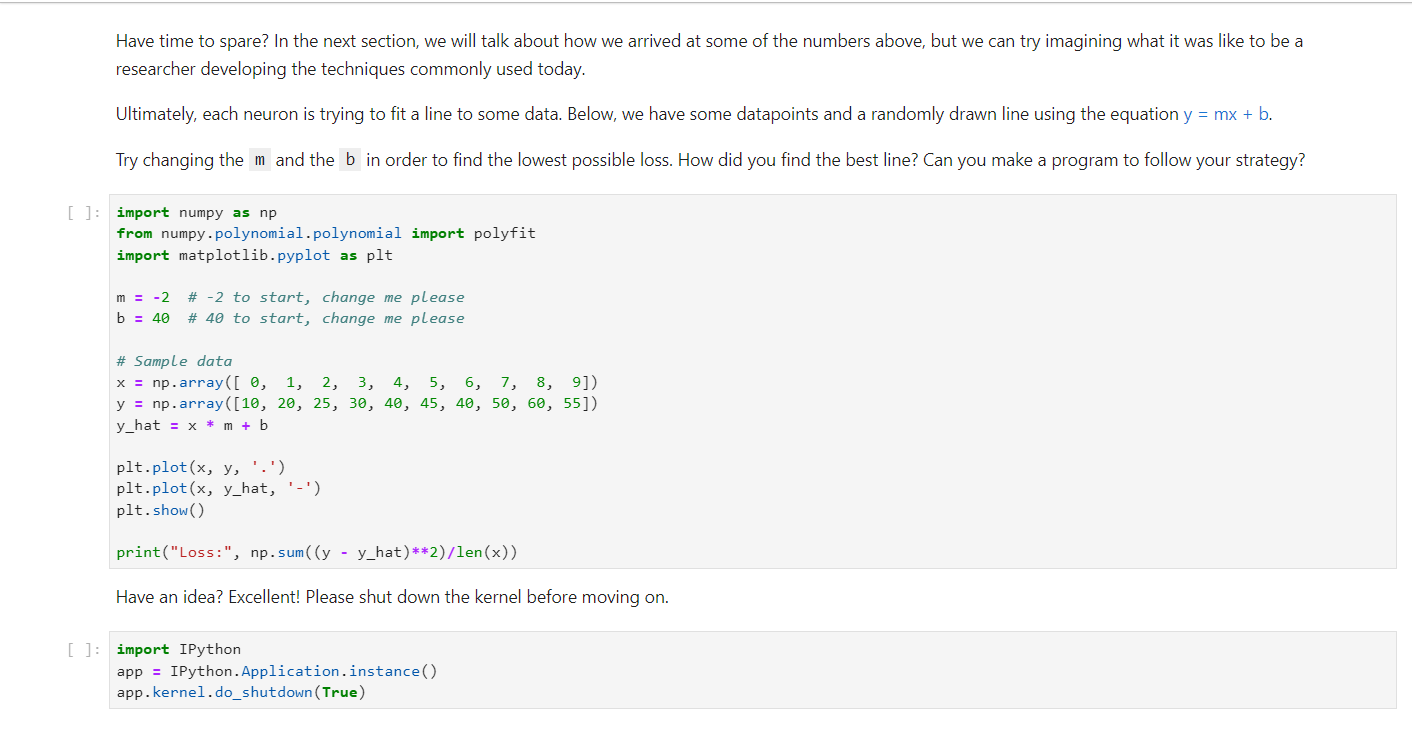 Have time to spare? In the next section, we will talk about how we arrived at some of the numbers above, but we can try imagining what it was like to be a
researcher developing the techniques commonly used today.
Ultimately, each neuron is trying to fit a line to some data. Below, we have some datapoints and a randomly drawn line using the equation y = mx + b.
Try changing the m and the b in order to find the lowest possible loss. How did you find the best line? Can you make a program to follow your strategy?
[ ]: import numpy as np
from numpy.polynomial.polynomial import polyfit
import matplotlib.pyplot as plt
m = -2  # -2 to start, change me please
b = 40  # 40 to start, change me please
# Sample data
x = np.array([ 0,  1,  2,  3,  4,  5,  6,  7,  8,  9])
y = np.array([10, 20, 25, 30, 40, 45, 40, 50, 60, 55])
y_hat = x * m + b
plt.plot(x, y, '.')
plt.plot(x, y_hat, '-')
plt.show()
print("Loss:", np.sum((y - y_hat)**2)/len(x))
Have an idea? Excellent! Please shut down the kernel before moving on.
[ ]: import IPython
app = IPython.Application.instance()
app.kernel.do_shutdown(True)